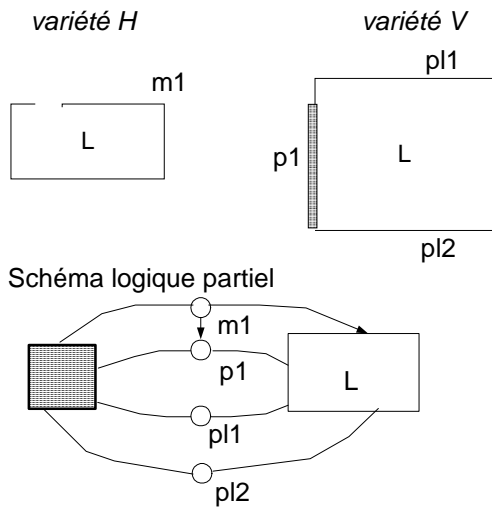 variété H
variété V
m1
pl1
L
p1
L
pl2
Schéma logique partiel
m1
p1
L
pl1
pl2